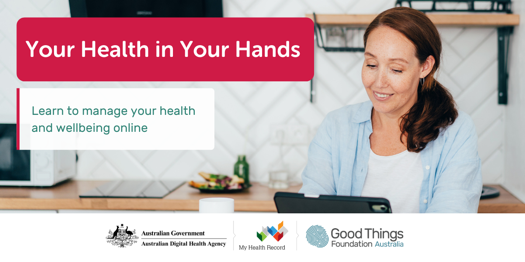 Your Health in Your Hands
Learn to manage your health
and wellbeing online
Australian Government
Australian Digital Health Agency
My Health Record
Good Things
Foundation Australia